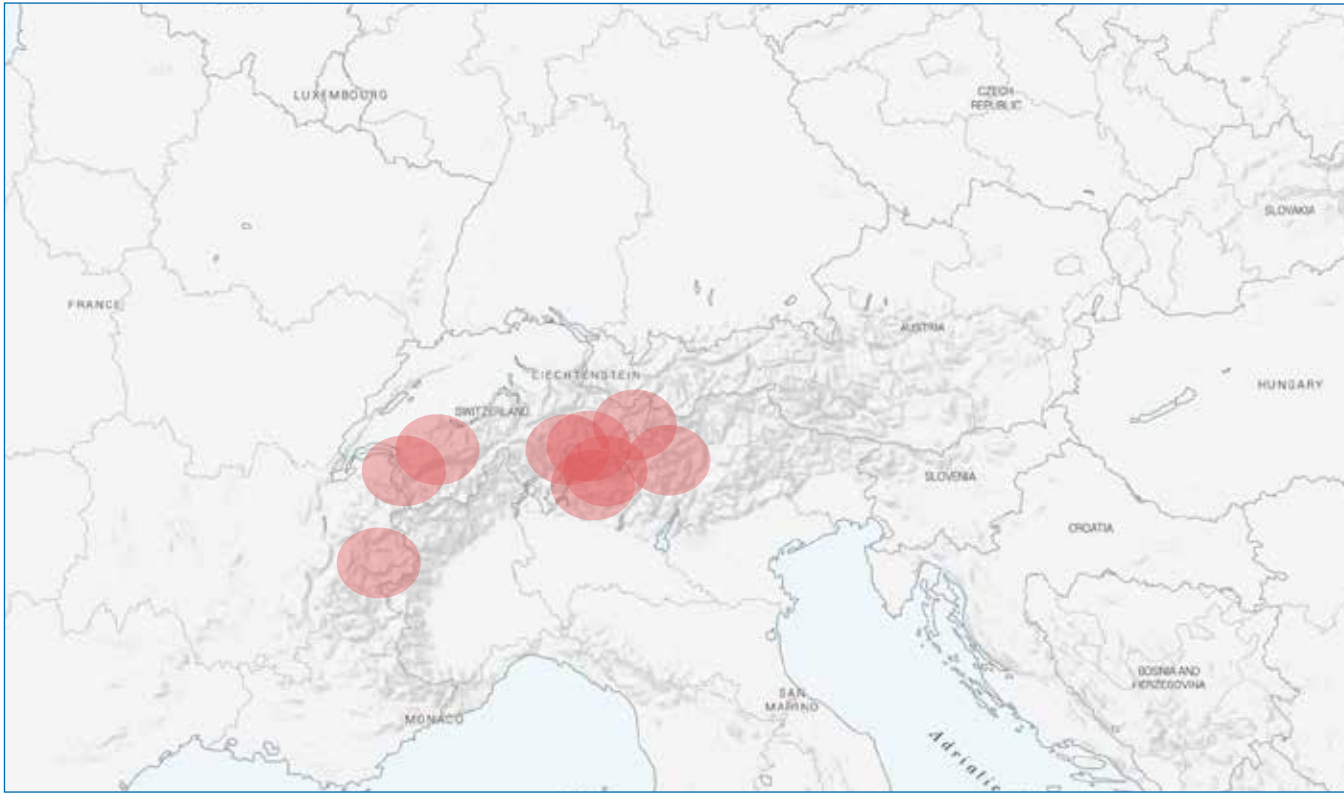 LUXEMBOURG
CZECH
REPUBLIC
SLOVAKIA
FRANCE
AUSTRIA
LIECHTENSTEIN
HUNGARY
SWITZERLAND
SLOVENIA
CROATIA
BOSNIA AND
HERZEGOVINA
SAN
MARINO
MONACO
Adriatic